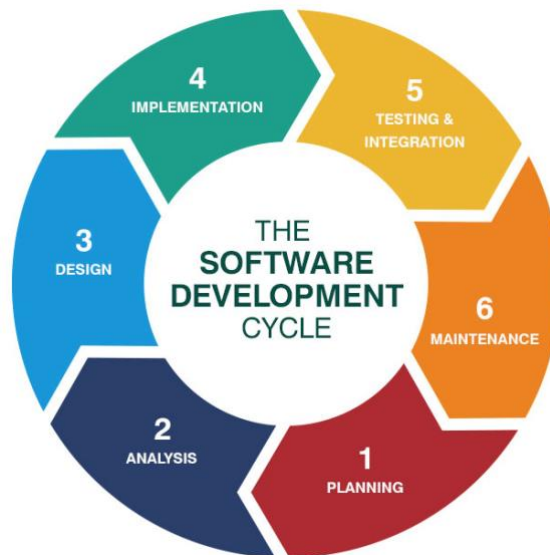 THE
SOFTWARE
DEVELOPMENT
CYCLE
1
PLANNING
2
ANALYSIS
3
DESIGN
4
IMPLEMENTATION
5
TESTING &
INTEGRATION
6
MAINTENANCE